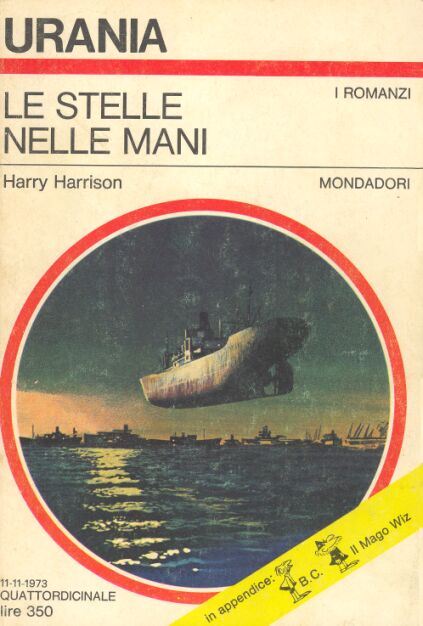 URANIA
LE STELLE
NELLE MANI
I ROMANZI
Harry Harrison
MONDADORI
11-11-1973
QUATTORDICINALE
lire 350
in appendice:
B.C.
Il Mago Wiz